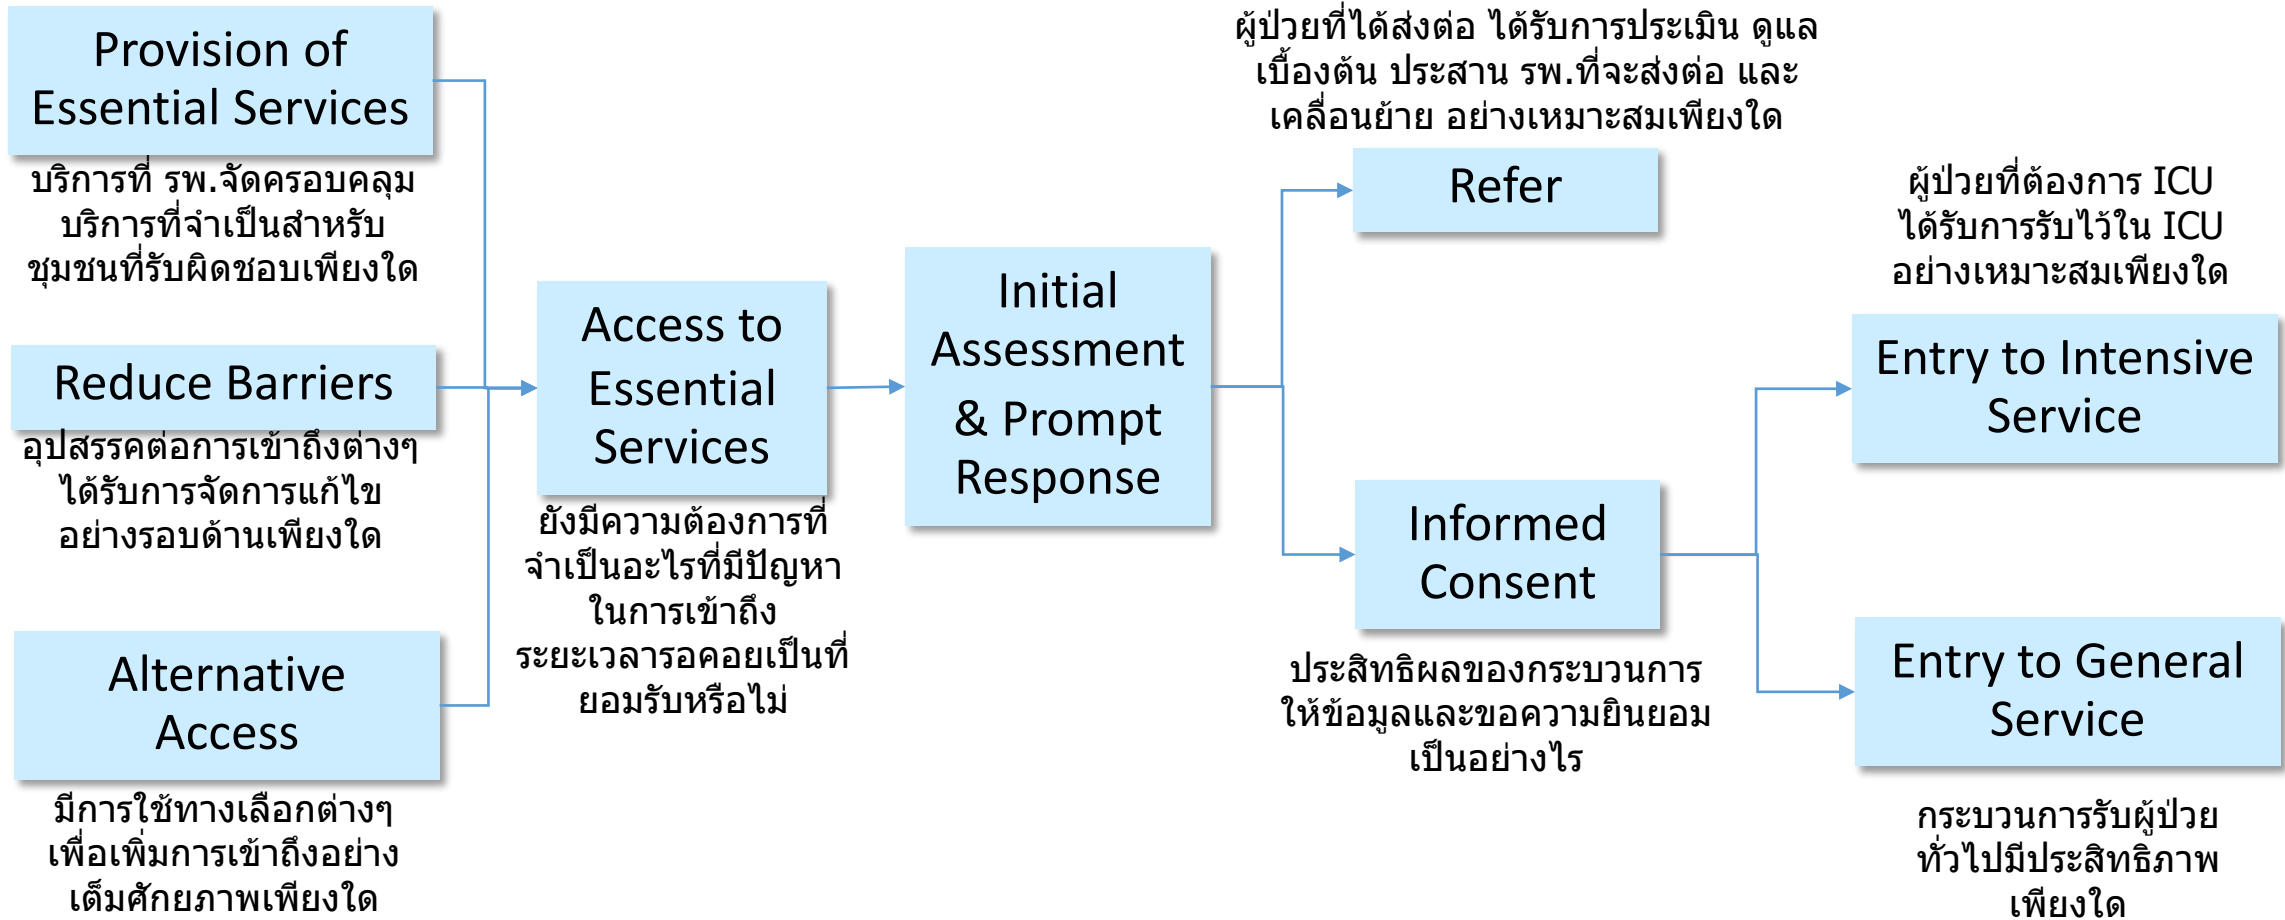 Provision of
Essential Services
บริการที่ รพ.จัดครอบคลุม
บริการที่จำเป็นสำหรับ
ชุมชนที่รับผิดชอบเพียงใด
Reduce Barriers
อุปสรรคต่อการเข้าถึงต่างๆ
ได้รับการจัดการแก้ไข
อย่างรอบด้านเพียงใด
Alternative
Access
มีการใช้ทางเลือกต่างๆ
เพื่อเพิ่มการเข้าถึงอย่าง
เต็มศักยภาพเพียงใด
Access to
Essential
Services
ยังมีความต้องการที่
จำเป็นอะไรที่มีปัญหา
ในการเข้าถึง
ระยะเวลารอคอยเป็นที่
ยอมรับหรือไม่
Initial
Assessment
& Prompt
Response
ผู้ป่วยที่ได้ส่งต่อ ได้รับการประเมิน ดูแล
เบื้องต้น ประสาน รพ.ที่จะส่งต่อ และ
เคลื่อนย้าย อย่างเหมาะสมเพียงใด
Refer
Informed
Consent
ประสิทธิผลของกระบวนการ
ให้ข้อมูลและขอความยินยอม
เป็นอย่างไร
ผู้ป่วยที่ต้องการ ICU
ได้รับการรับไว้ใน ICU
อย่างเหมาะสมเพียงใด
Entry to Intensive
Service
Entry to General
Service
กระบวนการรับผู้ป่วย
ทั่วไปมีประสิทธิภาพ
เพียงใด